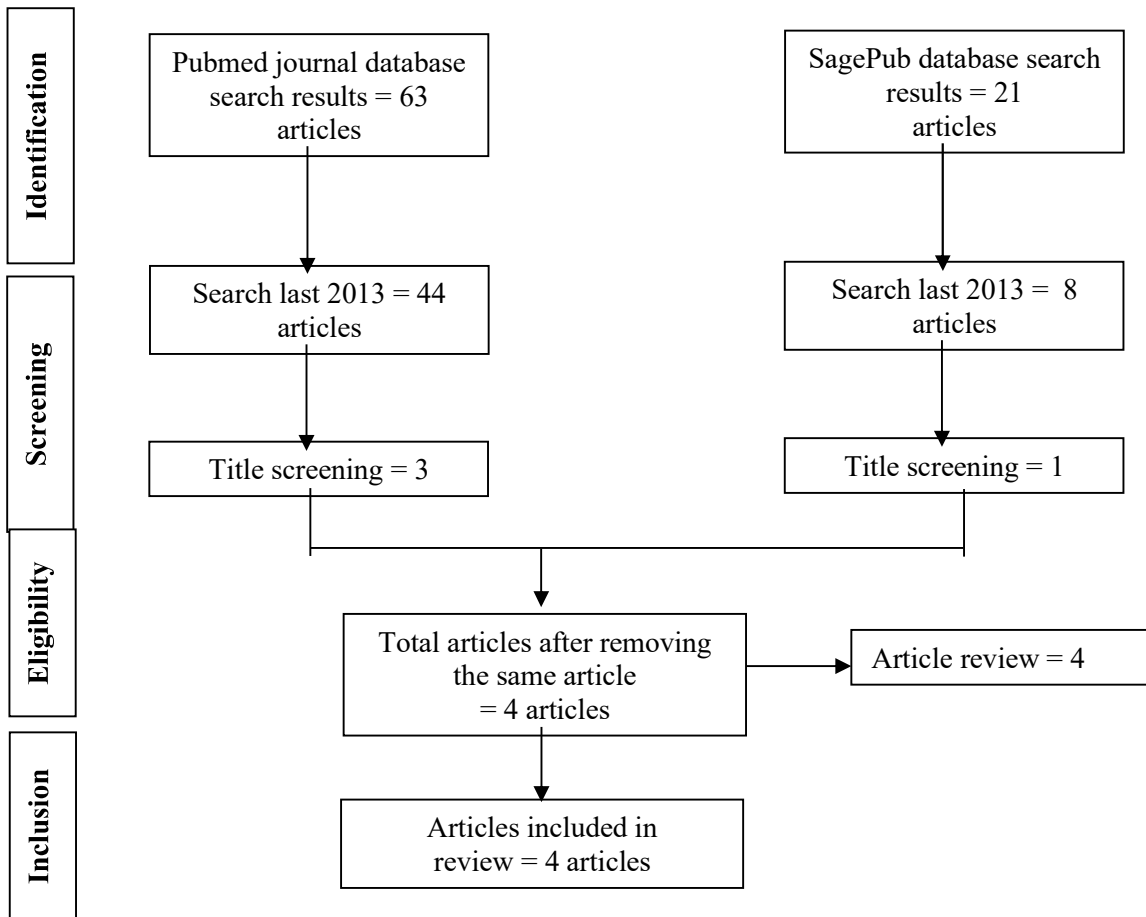 Identification
Pubmed journal database
search results = 63
articles
SagePub database search
results = 21
articles
Screening
Search last 2013 = 44
articles
Search last 2013 = 8
articles
Title screening = 3
Title screening = 1
Eligibility
Total articles after removing
the same article
= 4 articles
Article review = 4
Inclusion
Articles included in
review = 4 articles